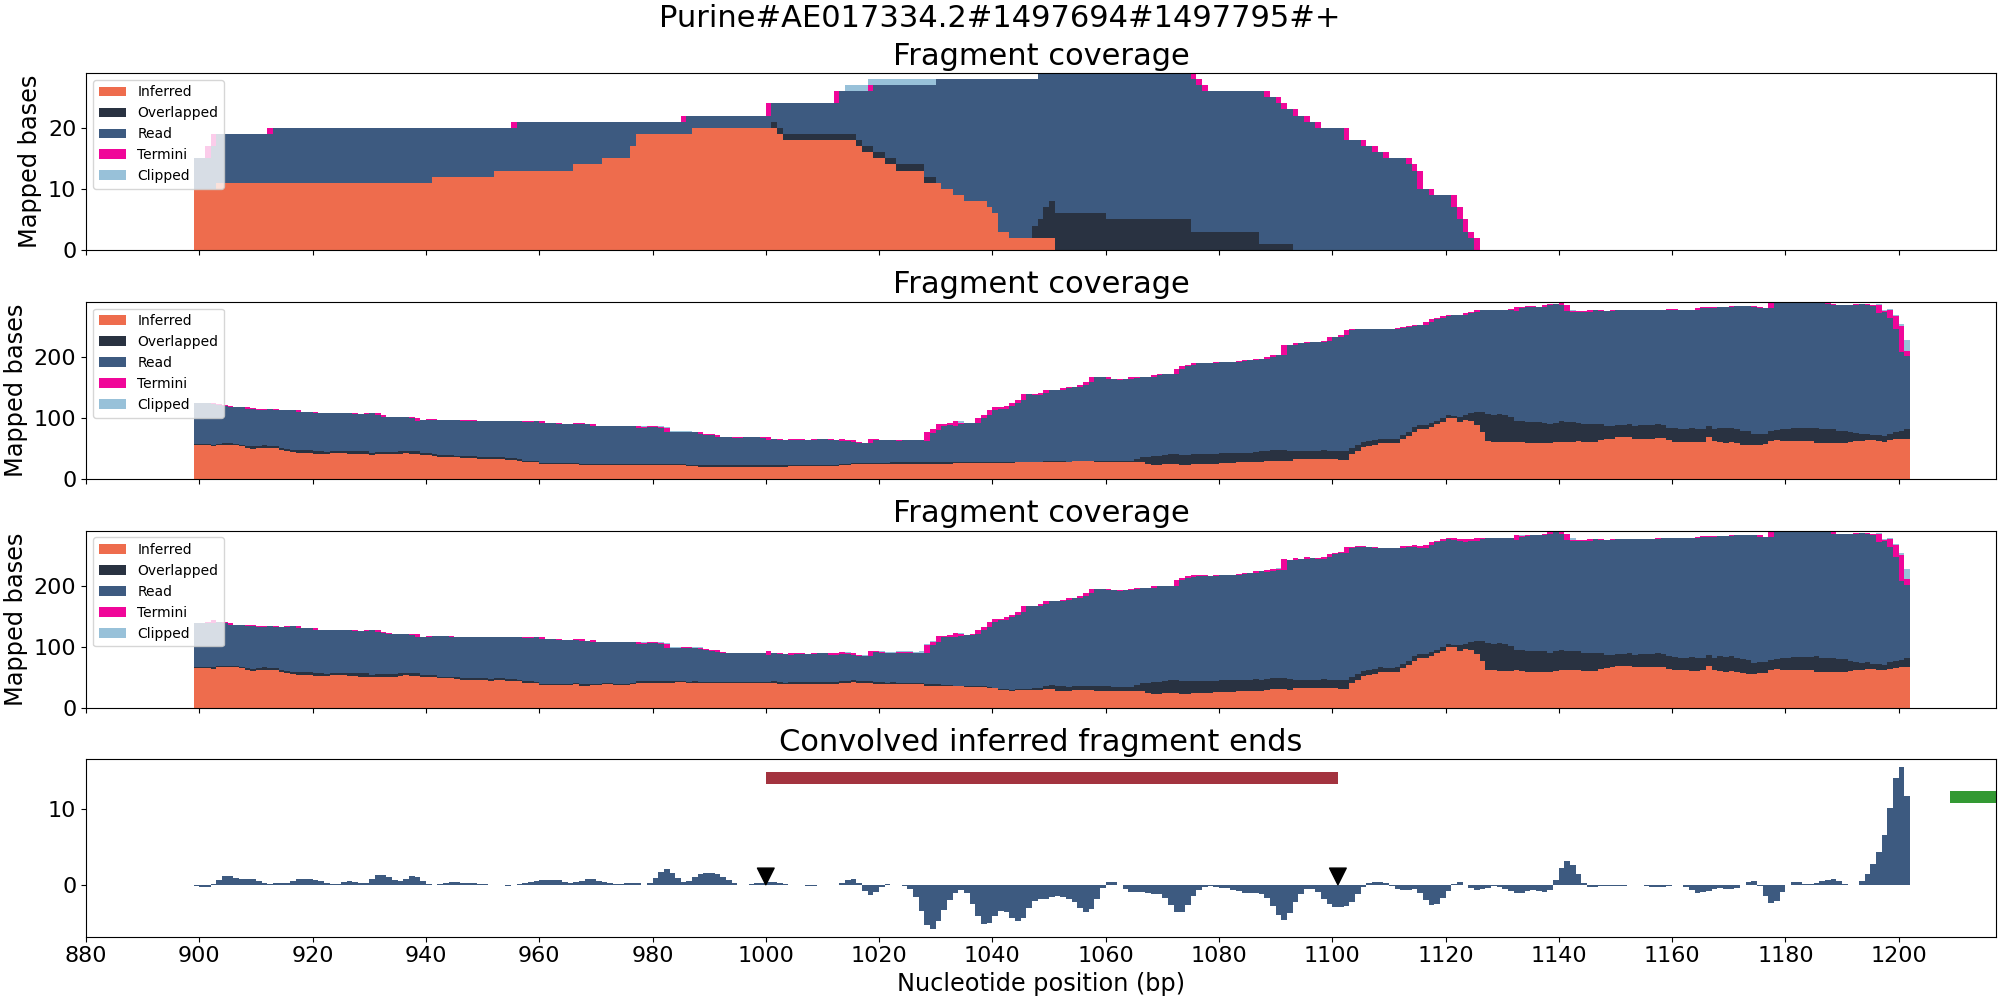 Purine#AE017334.2#1497694#1497795#+
Fragment coverage
Mapped bases
20
10
0
Inferred
Overlapped
Read
Termini
Clipped
Fragment coverage
Mapped bases
200
100
0
Inferred
Overlapped
Read
Termini
Clipped
Fragment coverage
Mapped bases
200
100
0
Inferred
Overlapped
Read
Termini
Clipped
Convolved inferred fragment ends
10
0
880 900 920 940 960 980 1000 1020 1040 1060 1080 1100 1120 1140 1160 1180 1200
Nucleotide position (bp)